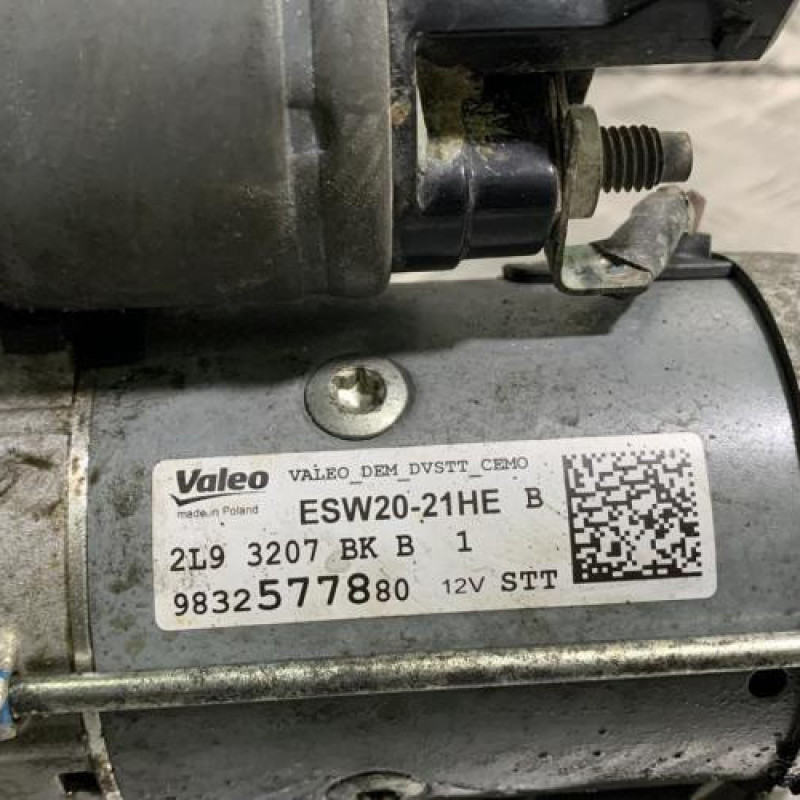 Valeo VALEO_DEM_DVSTT_CEMO
made in Poland ESW20-21HE B
2L9 3207 BK B 1
9832577880 12V STT